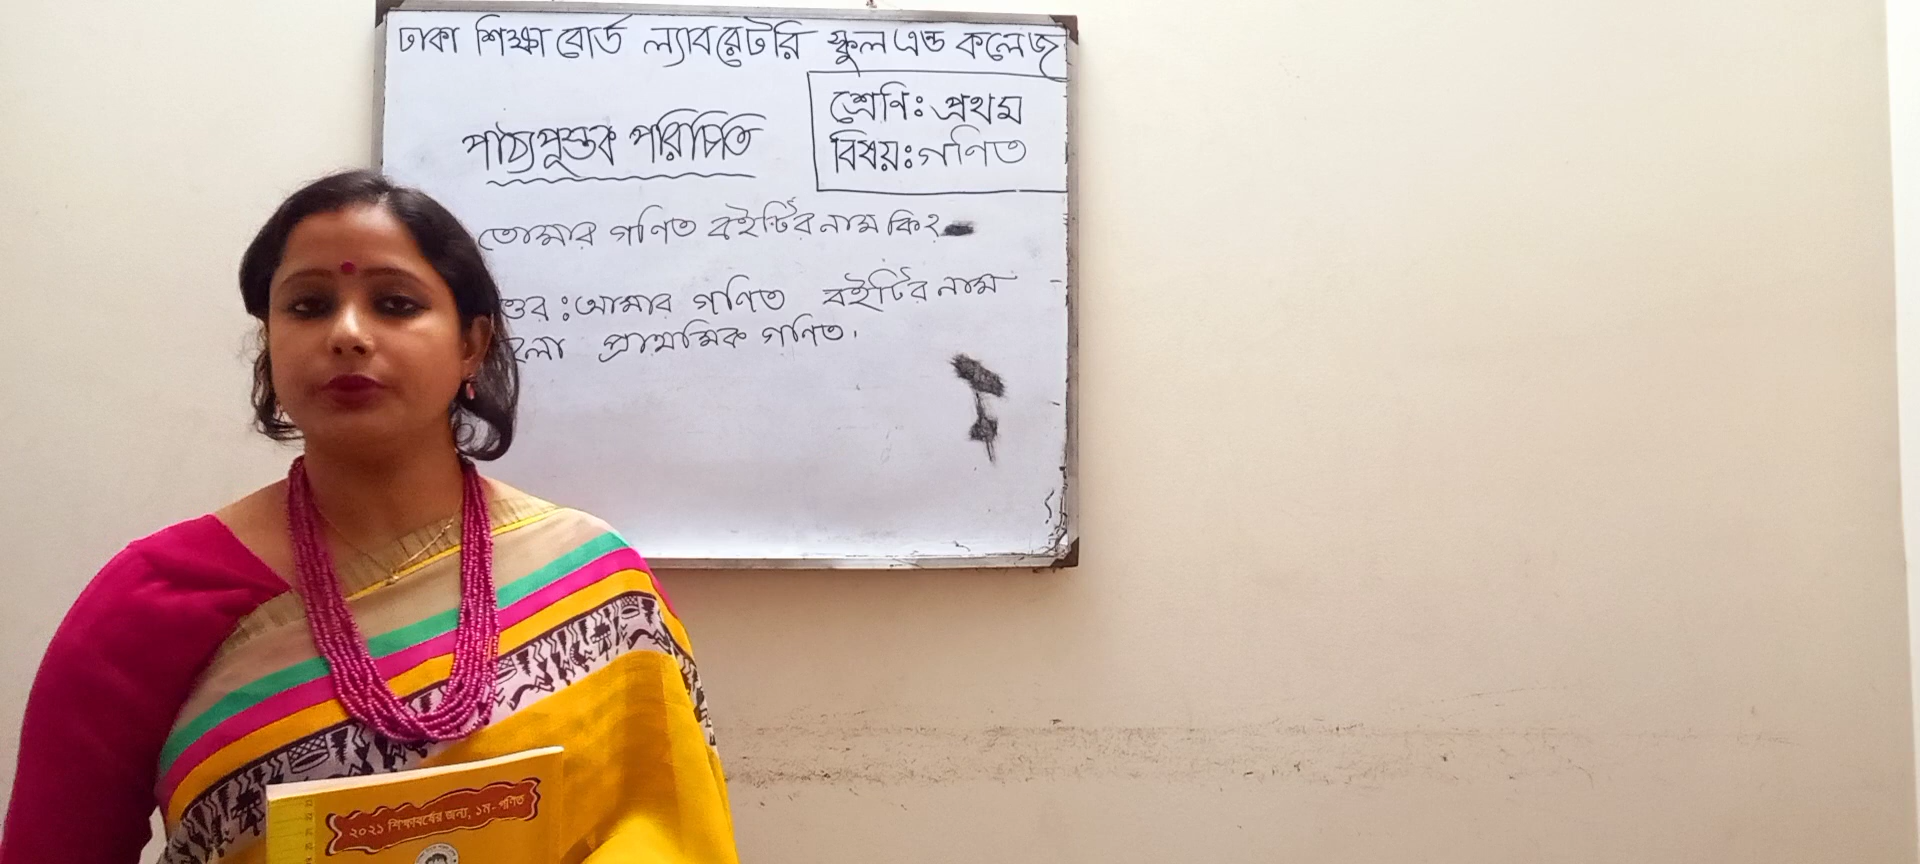 ঢাকা শিক্ষা বোর্ড ল্যাবরেটরি স্কুল এন্ড কলেজ
শ্রেণি: প্রথম
বিষয়: গণিত
পাঠ্যপুস্তক পরিচিতি
তোমার গণিত বইটির নাম কি?
ত্তর: আমার গণিত বইটির নাম
হলো প্রাথমিক গণিত।
২০২১ শিক্ষাবর্ষের জন্য, ১ম-গণিত